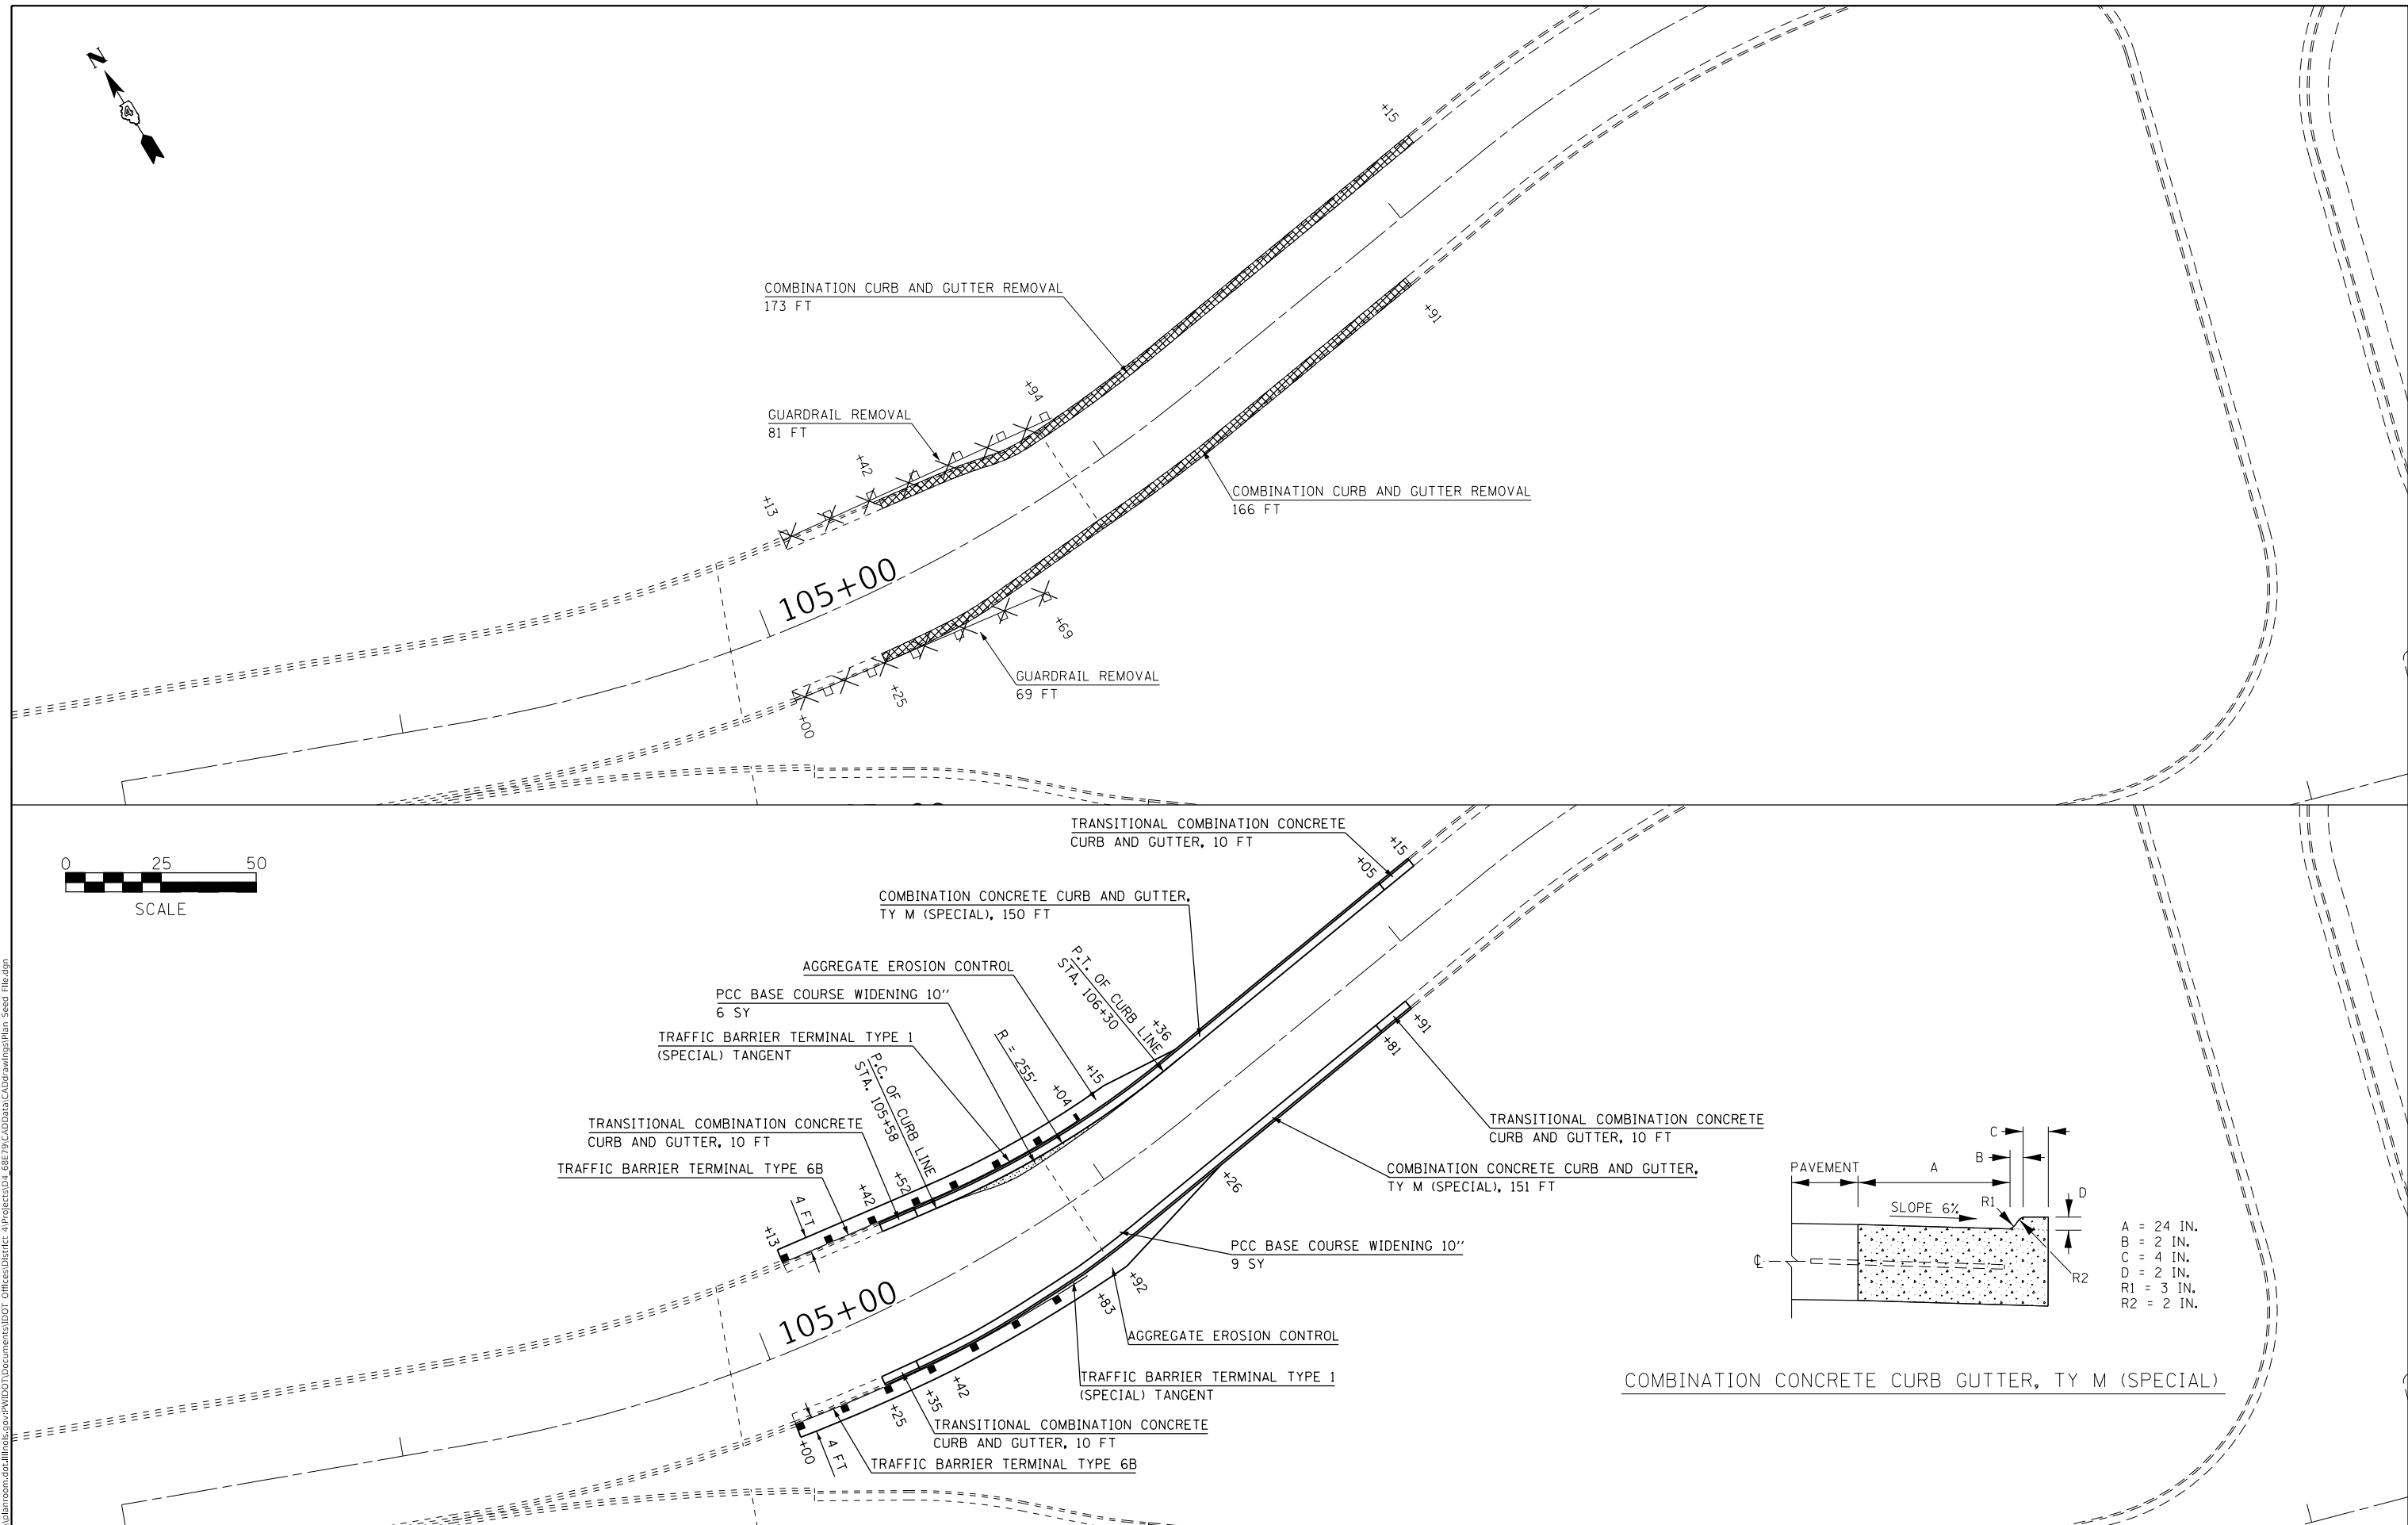 N
4
+15
COMBINATION CURB AND GUTTER REMOVAL
173 FT
+91
+94
GUARDRAIL REMOVAL
81 FT
+42
+13
COMBINATION CURB AND GUTTER REMOVAL
166 FT
105+00
+69
GUARDRAIL REMOVAL
69 FT
+25
+00
0 25 50
SCALE
TRANSITIONAL COMBINATION CONCRETE
CURB AND GUTTER, 10 FT
+15
+05
COMBINATION CONCRETE CURB AND GUTTER,
TY M (SPECIAL), 150 FT
AGGREGATE EROSION CONTROL
P.T. OF CURB LINE
STA. 106+30
+36
PCC BASE COURSE WIDENING 10''
6 SY
TRAFFIC BARRIER TERMINAL TYPE 1
(SPECIAL) TANGENT
R = 255'
+15
+04
P.C. OF CURB LINE
STA. 105+58
TRANSITIONAL COMBINATION CONCRETE
CURB AND GUTTER, 10 FT
TRAFFIC BARRIER TERMINAL TYPE 6B
+52
+42
4 FT
+13
+91
+81
TRANSITIONAL COMBINATION CONCRETE
CURB AND GUTTER, 10 FT
COMBINATION CONCRETE CURB AND GUTTER,
TY M (SPECIAL), 151 FT
+26
PCC BASE COURSE WIDENING 10''
9 SY
+92
+83
105+00
AGGREGATE EROSION CONTROL
TRAFFIC BARRIER TERMINAL TYPE 1
(SPECIAL) TANGENT
+42
+35
+25
TRANSITIONAL COMBINATION CONCRETE
CURB AND GUTTER, 10 FT
+00
4 FT
TRAFFIC BARRIER TERMINAL TYPE 6B
C
B
PAVEMENT
A
SLOPE 6%
R1
D
R2
A = 24 IN.
B = 2 IN.
C = 4 IN.
D = 2 IN.
R1 = 3 IN.
R2 = 2 IN.
COMBINATION CONCRETE CURB GUTTER, TY M (SPECIAL)